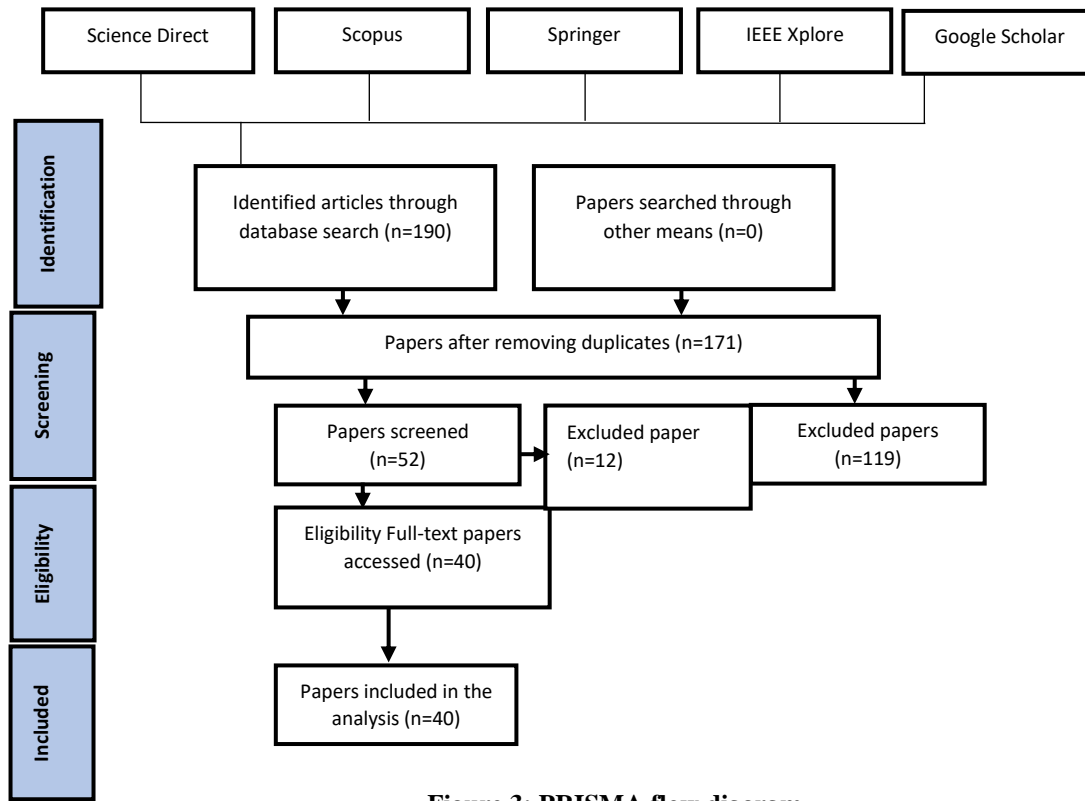 Science Direct
Scopus
Springer
IEEE Xplore
Google Scholar
Identification
Identified articles through
database search (n=190)
Papers searched through
other means (n=0)
Screening
Papers after removing duplicates (n=171)
Papers screened
(n=52)
Excluded paper
(n=12)
Excluded papers
(n=119)
Eligibility
Eligibility Full-text papers
accessed (n=40)
Included
Papers included in the
analysis (n=40)
Figure 3: PRISMA flow diagram